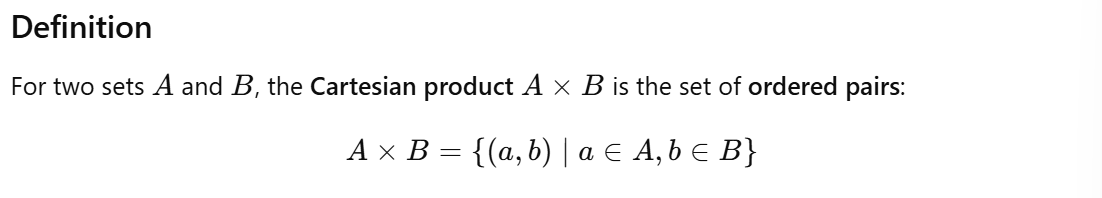 Definition
For two sets A and B, the Cartesian product A × B is the set of ordered pairs:
A × B = {(a, b) | a ∈ A, b ∈ B}